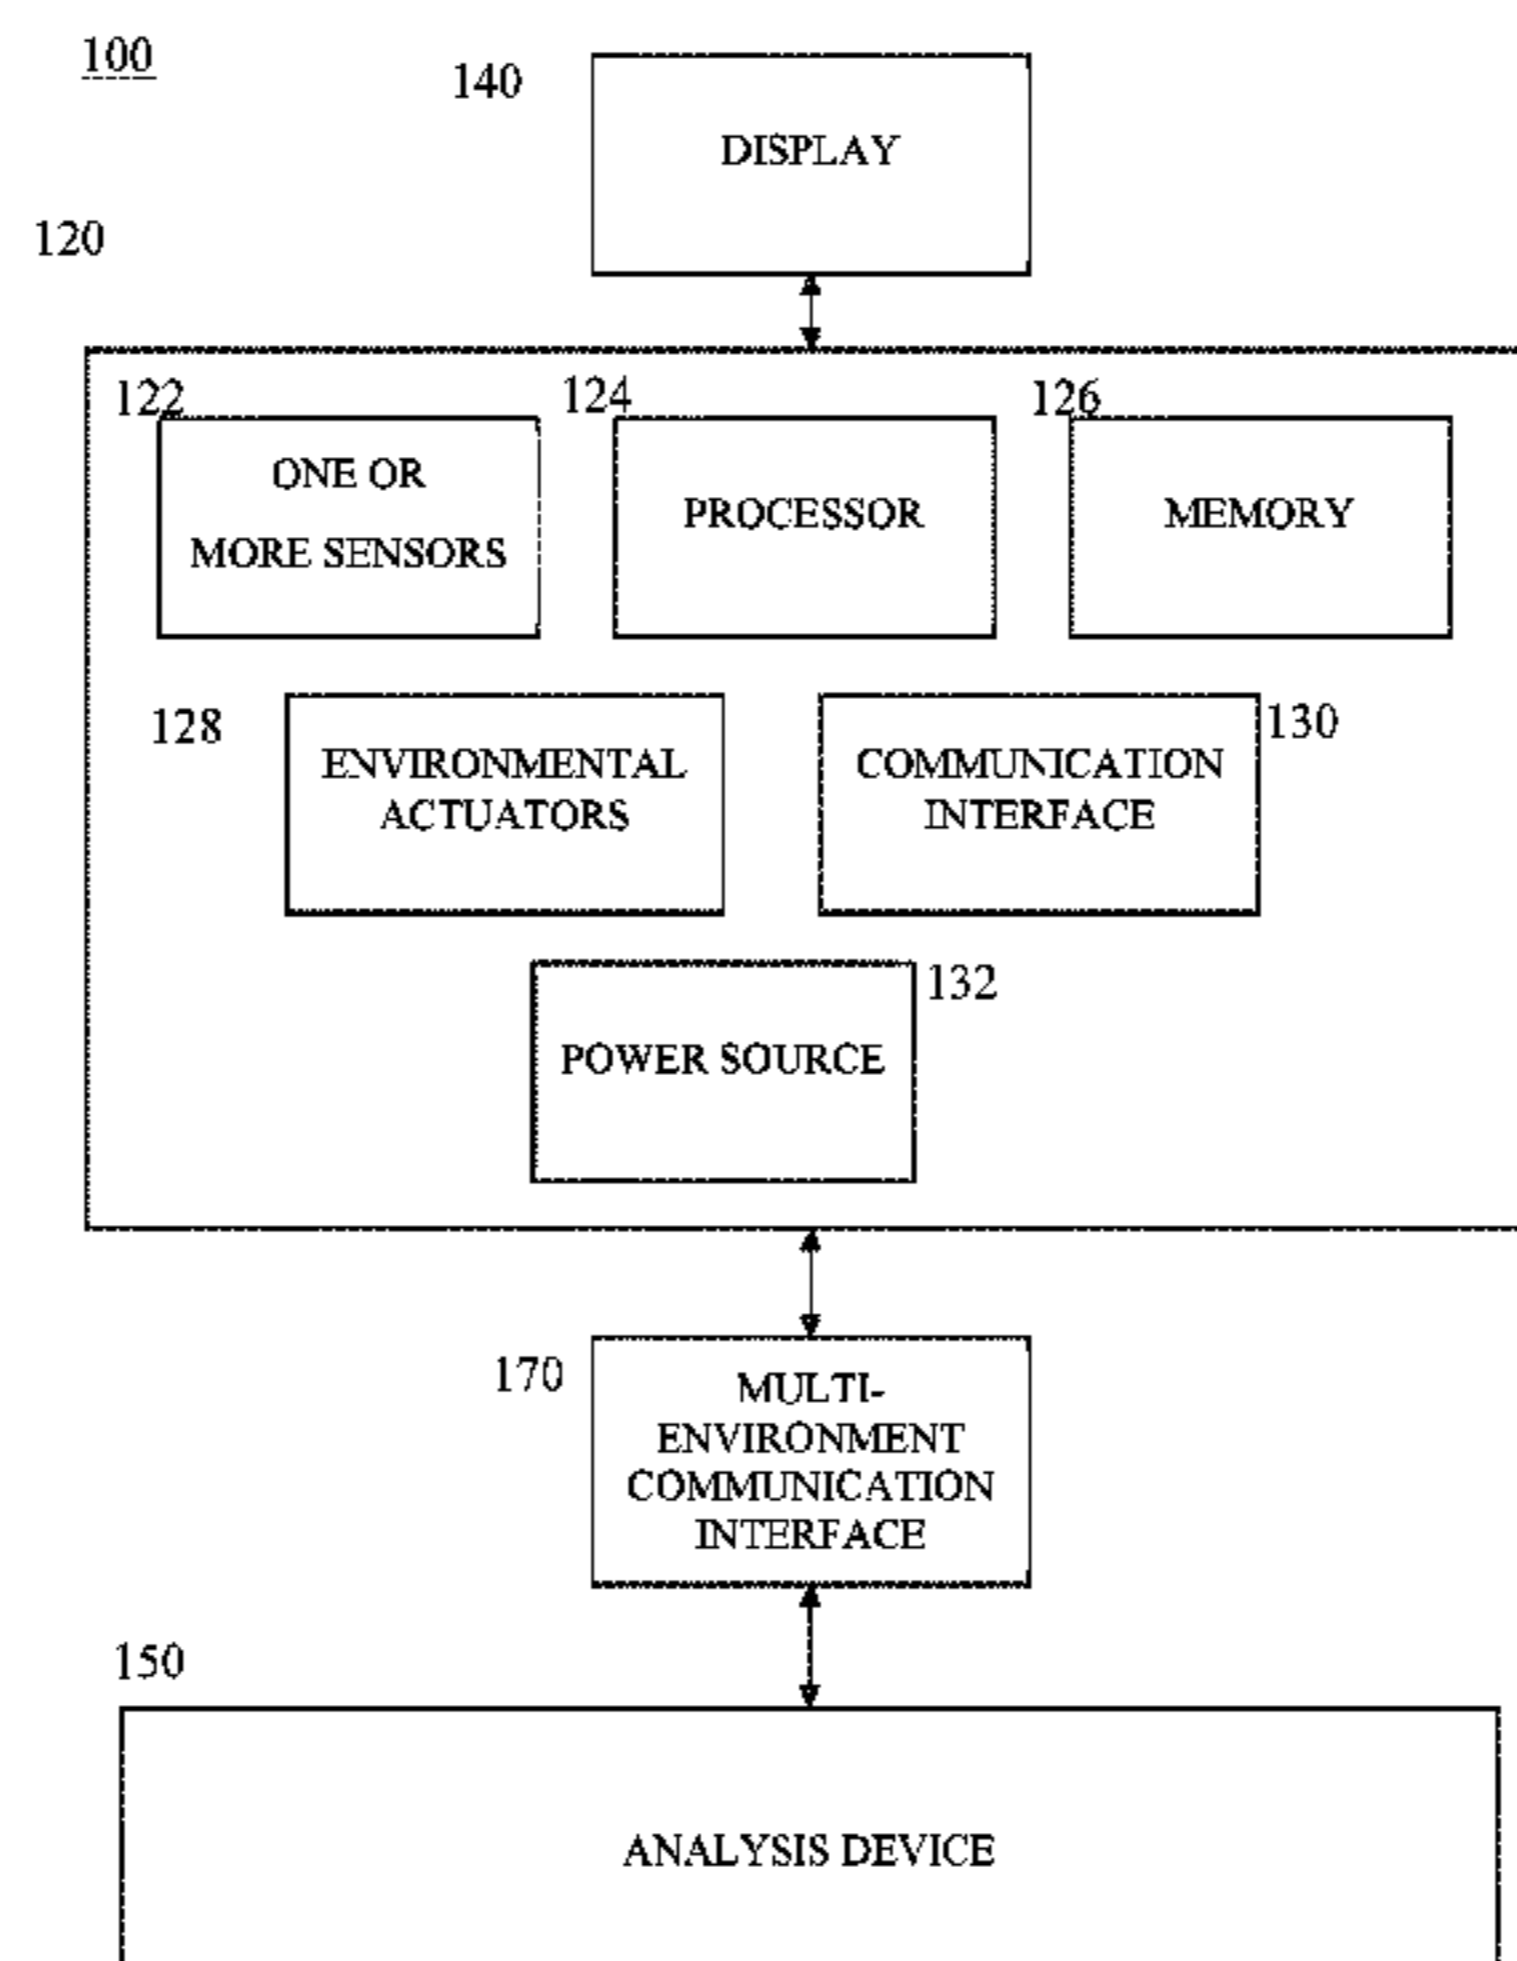 100
140
DISPLAY
120
122
124
126
ONE OR
MORE SENSORS
PROCESSOR
MEMORY
128
130
ENVIRONMENTAL
ACTUATORS
COMMUNICATION
INTERFACE
132
POWER SOURCE
170
MULTI-
ENVIRONMENT
COMMUNICATION
INTERFACE
150
ANALYSIS DEVICE